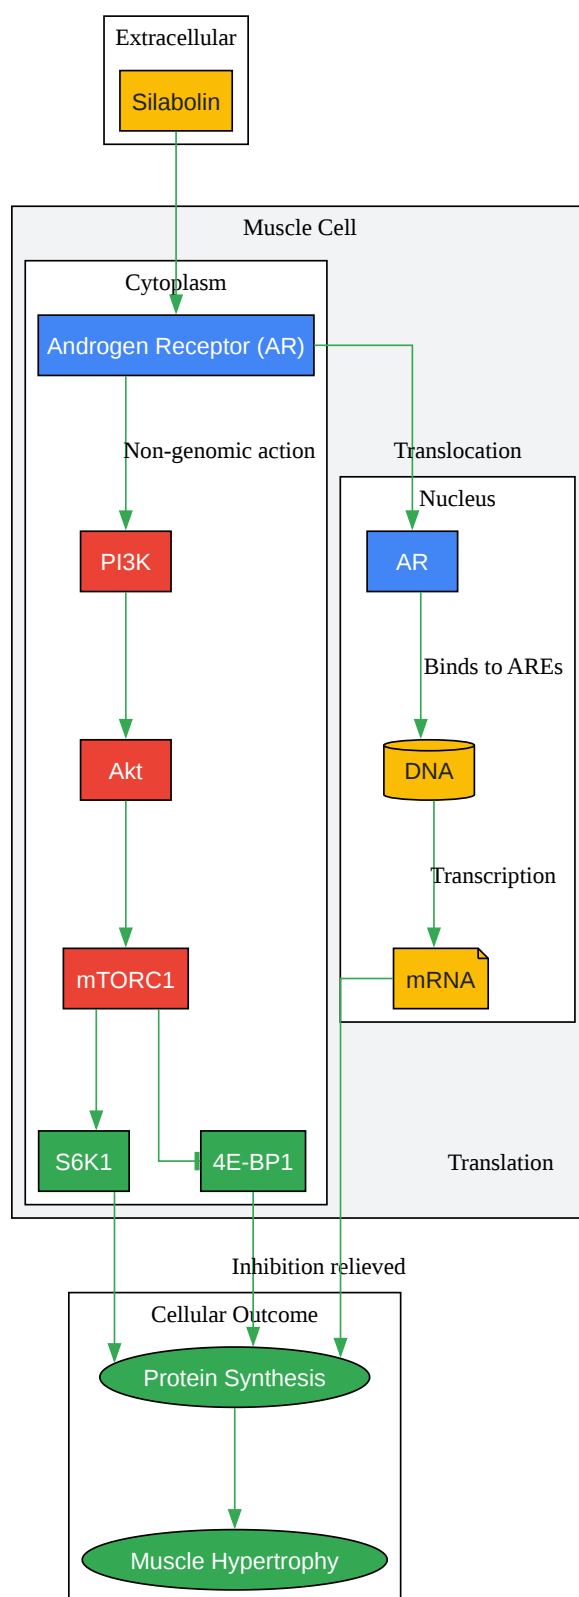 Extracellular
Silabolin
Muscle Cell
Cytoplasm
Androgen Receptor (AR)
Non-genomic action
Translocation
Nucleus
PI3K
AR
Binds to AREs
Akt
DNA
Transcription
mTORC1
mRNA
S6K1
4E-BP1
Translation
Inhibition relieved
Cellular Outcome
Protein Synthesis
Muscle Hypertrophy